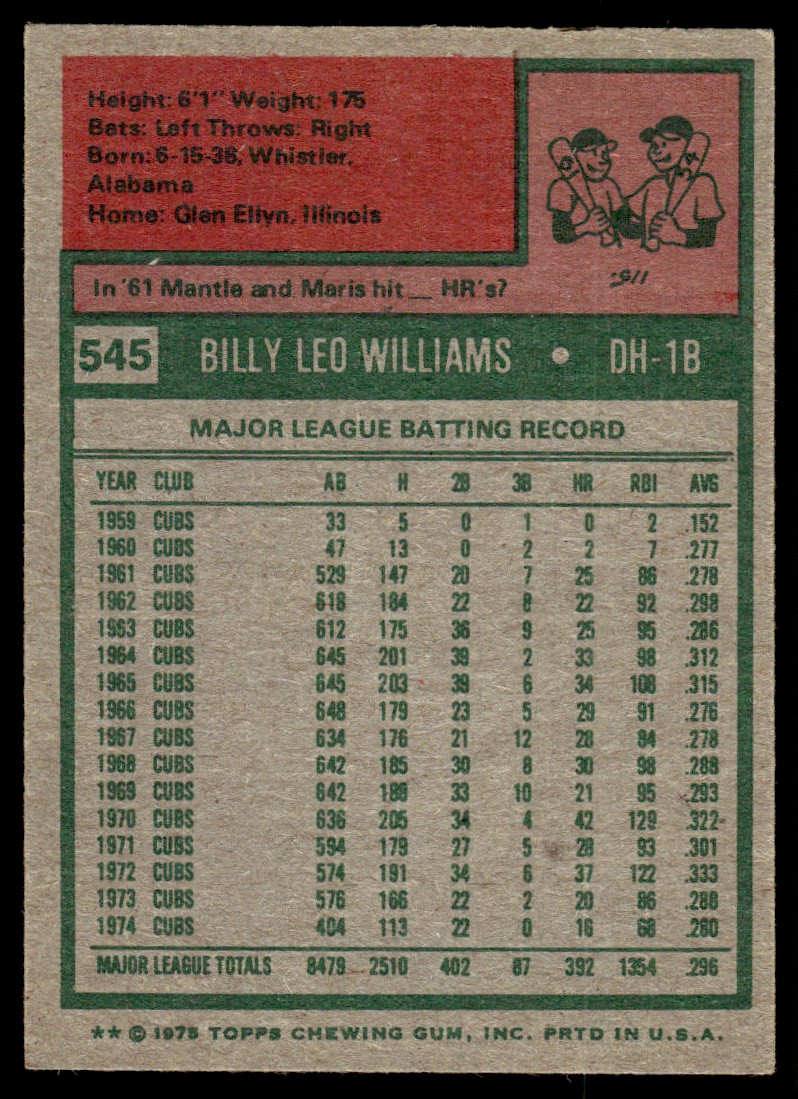 Height: 6'1" Weight: 175
Bats: Left Throws: Right
Born: 6-15-38, Whistler,
Alabama
Home: Glen Ellyn, Illinois
115.
In '61 Mantle and Maris hit __ HR's?
545 BILLY LEO WILLIAMS • DH-1B
MAJOR LEAGUE BATTING RECORD
YEAR CLUB AB H 2B 3B HR RBI AVG
1959 CUBS 33 5 0 1 0 2 .152
1960 CUBS 47 13 0 2 2 7 .277
1961 CUBS 529 147 20 7 25 86 .278
1962 CUBS 618 184 22 8 22 92 .298
1963 CUBS 612 175 36 9 25 95 .286
1964 CUBS 645 201 39 2 33 98 .312
1965 CUBS 645 203 39 6 34 108 .315
1966 CUBS 648 179 23 5 29 91 .276
1967 CUBS 634 176 21 12 28 84 .278
1968 CUBS 642 185 30 8 30 98 .288
1969 CUBS 642 188 33 10 21 95 .293
1970 CUBS 636 205 34 4 42 129 .322
1971 CUBS 594 179 27 5 28 93 .301
1972 CUBS 574 191 34 6 37 122 .333
1973 CUBS 576 166 22 2 20 86 .288
1974 CUBS 404 113 22 0 16 68 .280
MAJOR LEAGUE TOTALS 8479 2510 402 87 392 1354 .296
** © 1975 TOPPS CHEWING GUM, INC. PRTD IN U.S.A.